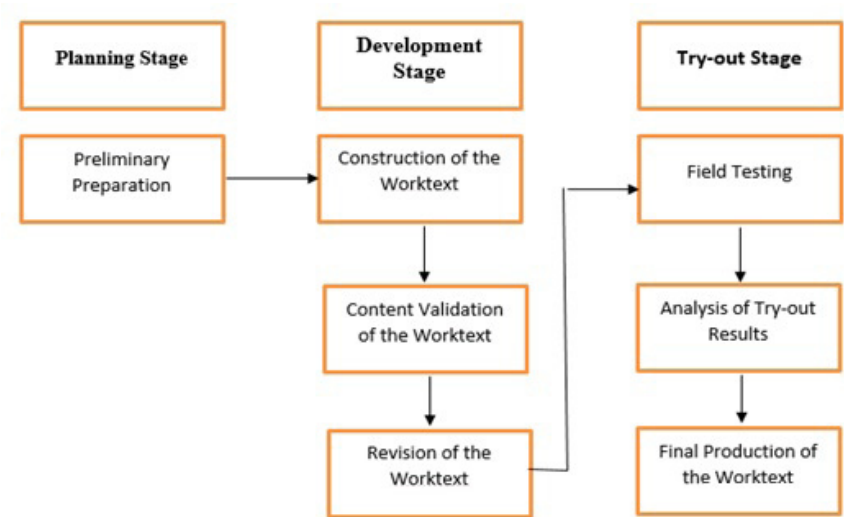 Planning Stage
Development
Stage
Try-out Stage
Preliminary
Preparation
Construction of the
Worktext
Field Testing
Content Validation
of the Worktext
Analysis of Try-out
Results
Revision of the
Worktext
Final Production of
the Worktext